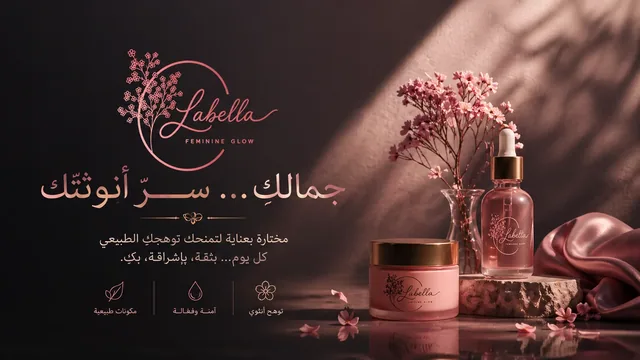 Labella
FEMININE GLOW
جمالكِ ... سرّ أنوثتّك
مختارة بعناية لتمنحك توهجكِ الطبيعي
كل يوم... بثقة، بإشراقة، بكِ.
توهج أنثوي
آمنة وفعّالة
مكونات طبيعية
Labella
Labella